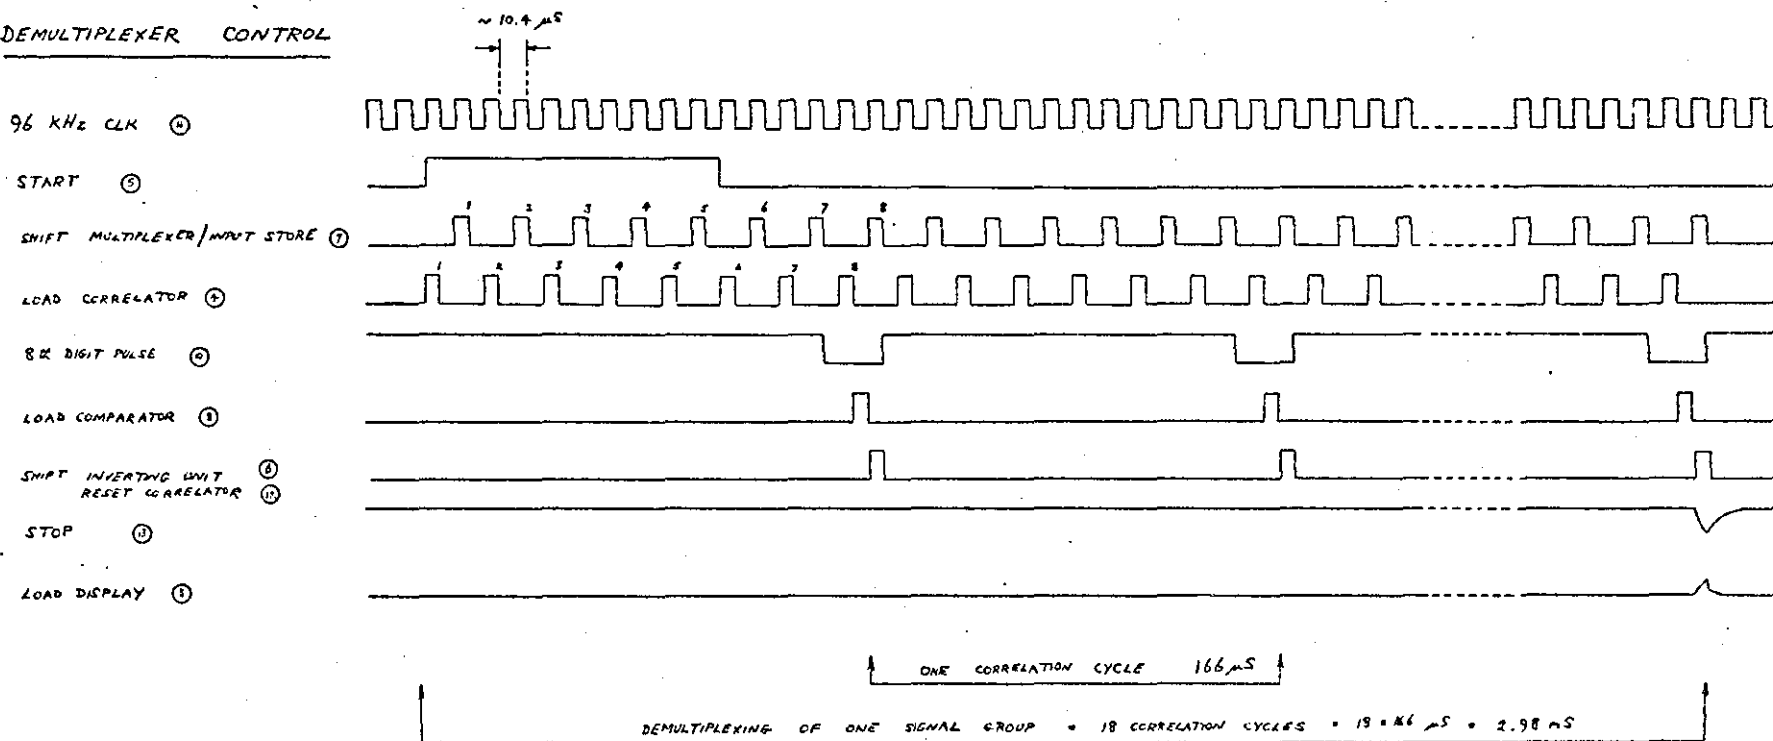 ~ 10.4 µS
DEMULTIPLEXER CONTROL
96 KHz CLK
START 5
1 2 3 4 5 6 7 8
SHIFT MULTIPLEXER/INPUT STORE
1 2 3 4 5 6 7 8
LOAD CORRELATOR
DIGIT PULSE
LOAD COMPARATOR
SHIFT INVERTING UNIT 6
RESET CORRELATOR
STOP 13
LOAD DISPLAY
ONE CORRELATION CYCLE 166 µS
DEMULTIPLEXING OF ONE SIGNAL GROUP = 18 CORRELATION CYCLES = 18 × 166 µS = 2.98 mS